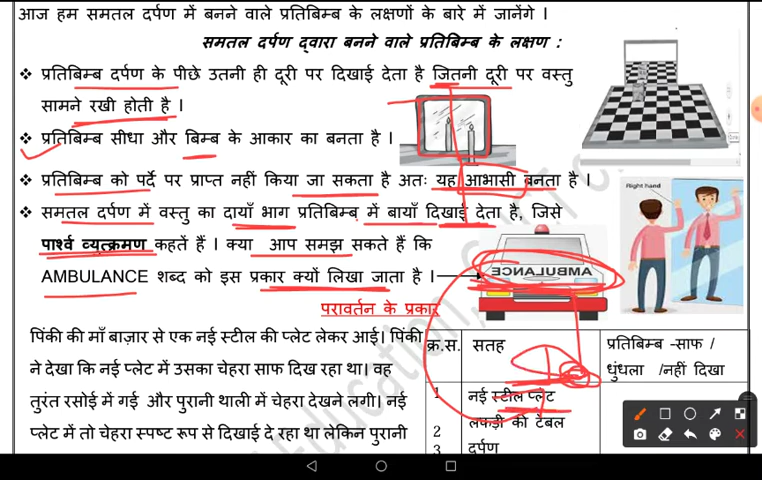 आज हम समतल दर्पण में बनने वाले प्रतिबिम्ब के लक्षणों के बारे में जानेंगे ।
समतल दर्पण द्वारा बनने वाले प्रतिबिम्ब के लक्षण :
❖ प्रतिबिम्ब दर्पण के पीछे उतनी ही दूरी पर दिखाई देता है जितनी दूरी पर वस्तु
सामने रखी होती है ।
❖ प्रतिबिम्ब सीधा और बिम्ब के आकार का बनता है ।
❖ प्रतिबिम्ब को पर्दे पर प्राप्त नहीं किया जा सकता है अतः यह आभासी बनता है ।
Right hand
❖ समतल दर्पण में वस्तु का दायाँ भाग प्रतिबिम्ब में बायाँ दिखाई देता है, जिसे
पार्श्व व्यत्क्रमण कहतें हैं । क्या आप समझ सकते हैं कि
AMBULANCE शब्द को इस प्रकार क्यों लिखा जाता है ।
AMBULANCE
परावर्तन के प्रकार
पिंकी की माँ बाज़ार से एक नई स्टील की प्लेट लेकर आई। पिंकी
ने देखा कि नई प्लेट में उसका चेहरा साफ दिख रहा था। वह
तुरंत रसोई में गई और पुरानी थाली में चेहरा देखने लगी। नई
प्लेट में तो चेहरा स्पष्ट रूप से दिखाई दे रहा था लेकिन पुरानी
क्र.स. सतह प्रतिबिम्ब -साफ /
धुंधला /नहीं दिखा
1 नई स्टील प्लेट
2 लकड़ी की टेबल
3 दर्पण